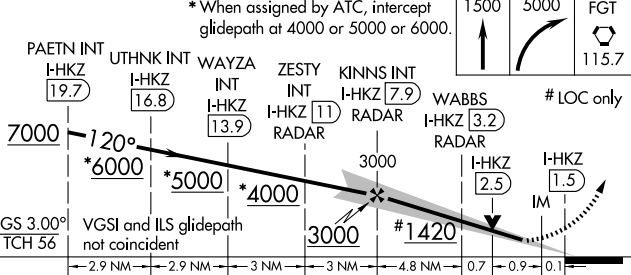 * When assigned by ATC, intercept
glidepath at 4000 or 5000 or 6000.
1500
5000
FGT
115.7
# LOC only
PAETN INT
I-HKZ
19.7
UTHNK INT
I-HKZ
16.8
WAYZA
INT
I-HKZ
13.9
ZESTY
INT
I-HKZ 11
RADAR
KINNS INT
I-HKZ 7.9
RADAR
WABBS
I-HKZ 3.2
RADAR
I-HKZ
2.5
I-HKZ
1.5
IM
7000
120°
*6000
*5000
*4000
3000
3000
#1420
GS 3.00°
TCH 56
VGSI and ILS glidepath
not coincident
2.9 NM
2.9 NM
3 NM
3 NM
4.8 NM
0.7
0.9
0.1